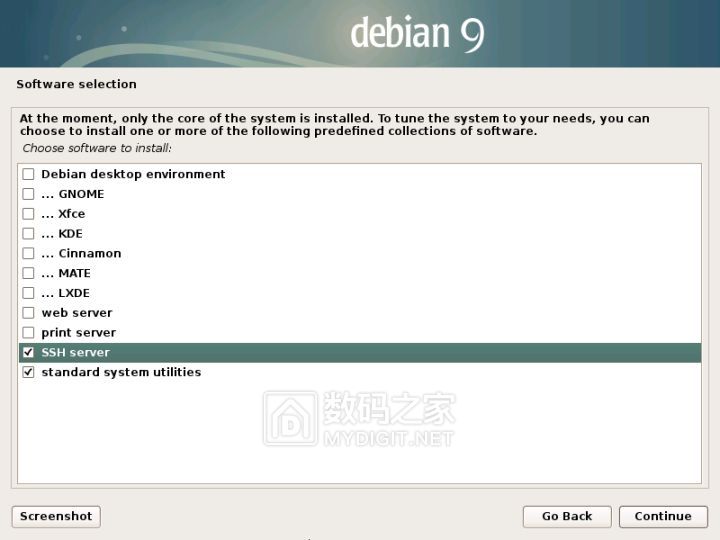 debian 9
Software selection
At the moment, only the core of the system is installed. To tune the system to your needs, you can
choose to install one or more of the following predefined collections of software.
Choose software to install:
Debian desktop environment
... GNOME
... Xfce
... KDE
... Cinnamon
... MATE
... LXDE
web server
print server
SSH server
standard system utilities
数码之家
MYDIGIT.NET
Screenshot
Go Back
Continue